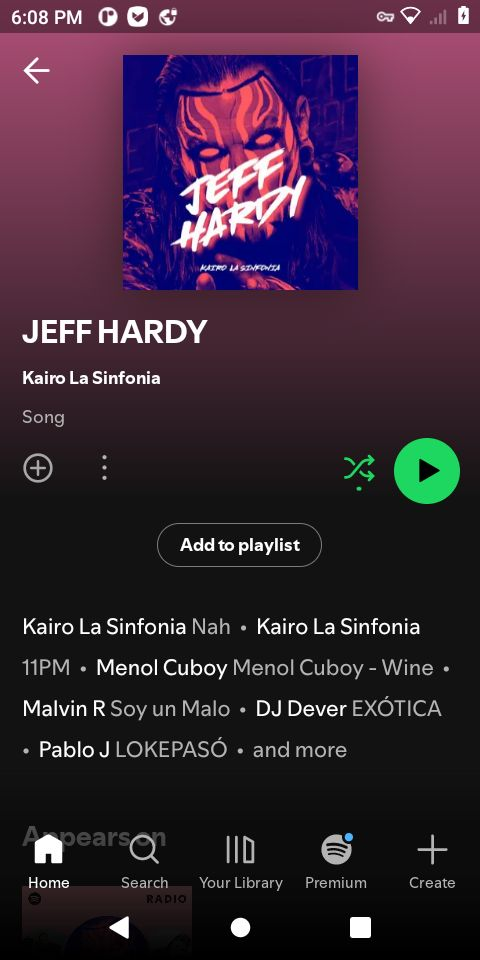 6:08 PM
JEFF
HARDY
KAIRO LA SINFONIA
JEFF HARDY
Kairo La Sinfonia
Song
Add to playlist
Kairo La Sinfonia Nah • Kairo La Sinfonia
11PM • Menol Cuboy Menol Cuboy - Wine •
Malvin R Soy un Malo • DJ Dever EXÓTICA
• Pablo J LOKEPASÓ • and more
Appears on
Home Search Your Library Premium Create
RADIO